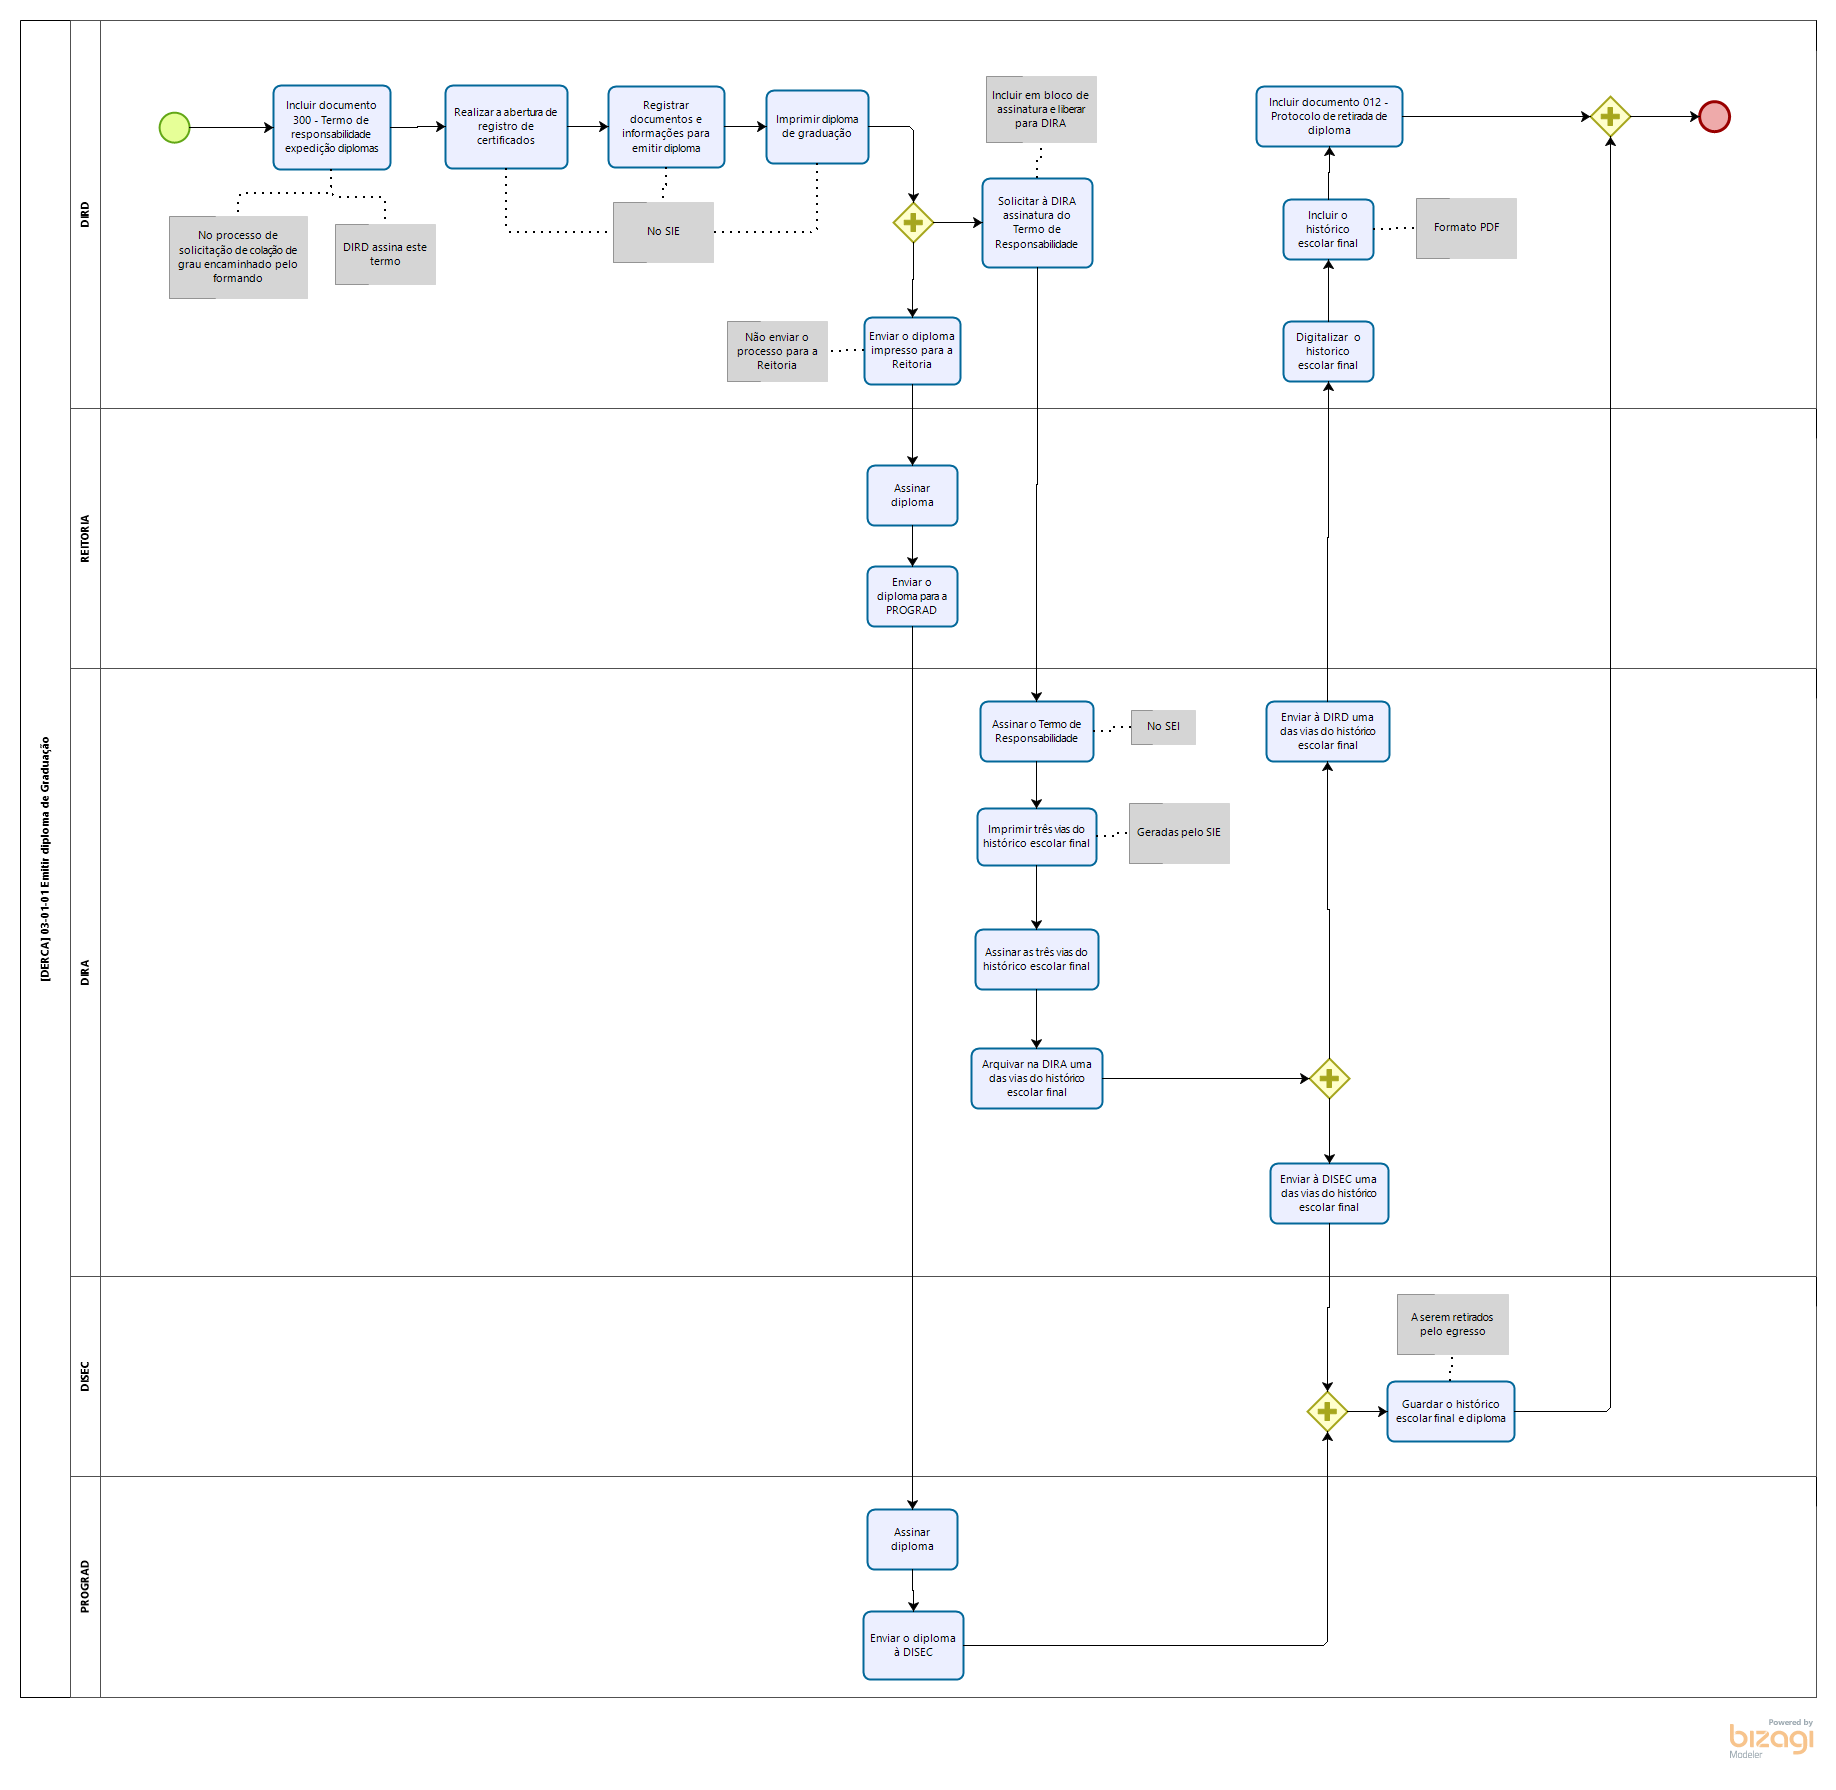 [DERCA] 03-01-01 Emitir diploma de Graduação
DIRD
Incluir documento
300 - Termo de
responsabilidade
expedição diplomas
Realizar a abertura de
registro de
certificados
Registrar
documentos e
informações para
emitir diploma
Imprimir diploma
de graduação
Incluir em bloco de
assinatura e liberar
para DIRA
Incluir documento 012 -
Protocolo de retirada de
diploma
No processo de
solicitação de colação de
grau encaminhado pelo
formando
DIRD assina este
termo
No SIE
Solicitar à DIRA
assinatura do
Termo de
Responsabilidade
Incluir o
histórico
escolar final
Formato PDF
Não enviar o
processo para a
Reitoria
Enviar o diploma
impresso para a
Reitoria
Digitalizar o
historico
escolar final
REITORIA
Assinar
diploma
Enviar o
diploma para a
PROGRAD
DIRA
Assinar o Termo de
Responsabilidade
No SEI
Enviar à DIRD uma
das vias do histórico
escolar final
Imprimir três vias do
histórico escolar final
Geradas pelo SIE
Assinar as três vias do
histórico escolar final
Arquivar na DIRA uma
das vias do histórico
escolar final
Enviar à DISEC uma
das vias do histórico
escolar final
DISEC
A serem retirados
pelo egresso
Guardar o histórico
escolar final e diploma
PROGRAD
Assinar
diploma
Enviar o diploma
à DISEC
Powered by
bizagi
Modeler